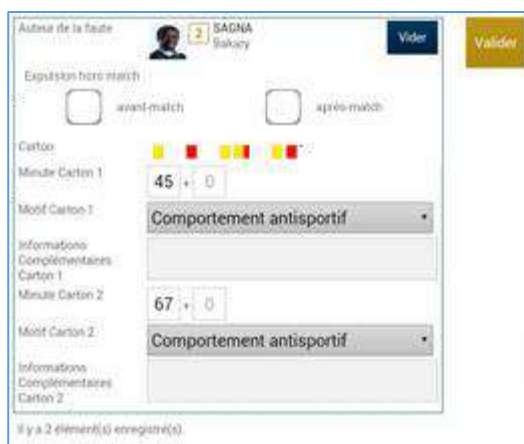 Auteur de la faute
2 SAGNA
Bakary
Vider
Valider
Expulsion hors match
avant-match
après-match
Carton
Minute Carton 1
45 + 0
Motif Carton 1
Comportement antisportif
Informations
Complémentaires
Carton 1
Minute Carton 2
67 + 0
Motif Carton 2
Comportement antisportif
Informations
Complémentaires
Carton 2
Il y a 2 élément(s) enregistré(s).